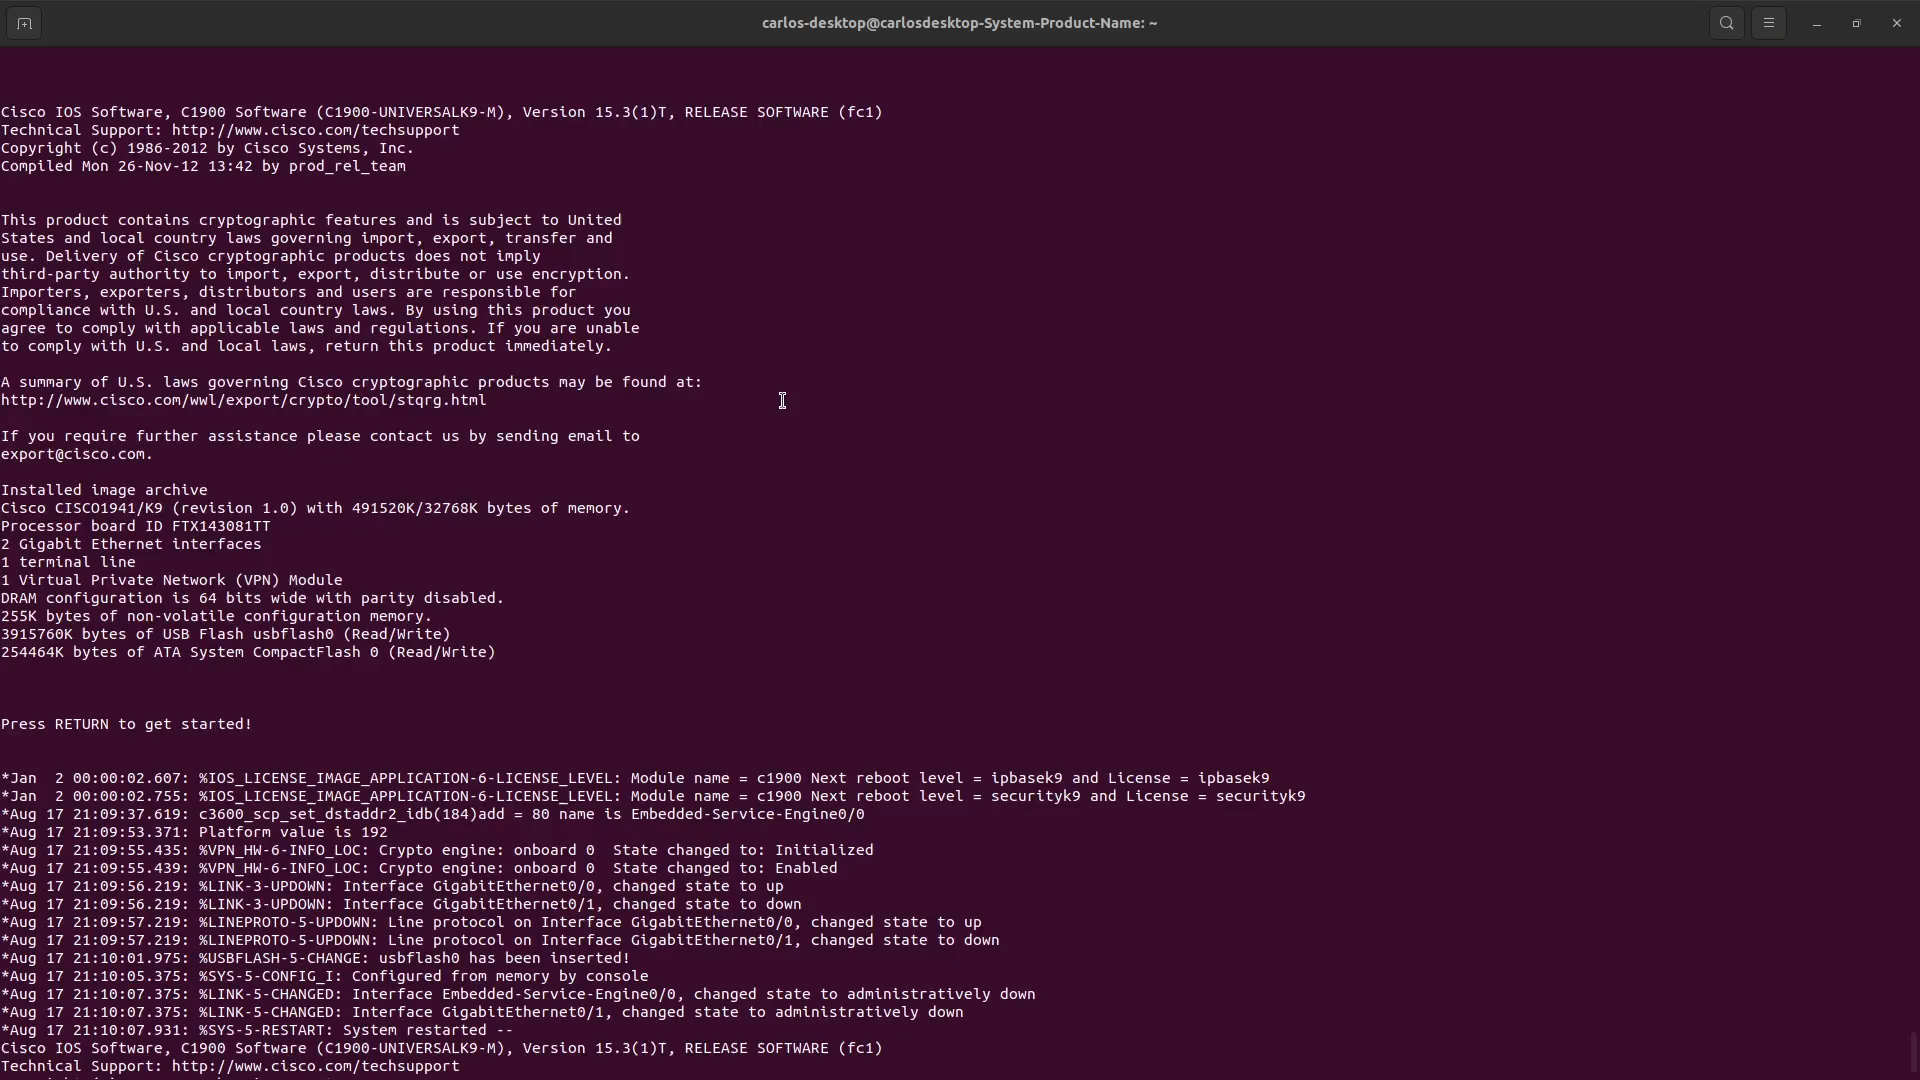 carlos-desktop@carlosdesktop-System-Product-Name: ~
Cisco IOS Software, C1900 Software (C1900-UNIVERSALK9-M), Version 15.3(1)T, RELEASE SOFTWARE (fc1)
Technical Support: http://www.cisco.com/techsupport
Copyright (c) 1986-2012 by Cisco Systems, Inc.
Compiled Mon 26-Nov-12 13:42 by prod_rel_team
This product contains cryptographic features and is subject to United
States and local country laws governing import, export, transfer and
use. Delivery of Cisco cryptographic products does not imply
third-party authority to import, export, distribute or use encryption.
Importers, exporters, distributors and users are responsible for
compliance with U.S. and local country laws. By using this product you
agree to comply with applicable laws and regulations. If you are unable
to comply with U.S. and local laws, return this product immediately.
A summary of U.S. laws governing Cisco cryptographic products may be found at:
http://www.cisco.com/wwl/export/crypto/tool/stqrg.html
If you require further assistance please contact us by sending email to
export@cisco.com.
Installed image archive
Cisco CISCO1941/K9 (revision 1.0) with 491520K/32768K bytes of memory.
Processor board ID FTX143081TT
2 Gigabit Ethernet interfaces
1 terminal line
1 Virtual Private Network (VPN) Module
DRAM configuration is 64 bits wide with parity disabled.
255K bytes of non-volatile configuration memory.
3915760K bytes of USB Flash usbflash0 (Read/Write)
254464K bytes of ATA System CompactFlash 0 (Read/Write)
Press RETURN to get started!
*Jan  2 00:00:02.607: %IOS_LICENSE_IMAGE_APPLICATION-6-LICENSE_LEVEL: Module name = c1900 Next reboot level = ipbasek9 and License = ipbasek9
*Jan  2 00:00:02.755: %IOS_LICENSE_IMAGE_APPLICATION-6-LICENSE_LEVEL: Module name = c1900 Next reboot level = securityk9 and License = securityk9
*Aug 17 21:09:37.619: c3600_scp_set_dstaddr2_idb(184)add = 80 name is Embedded-Service-Engine0/0
*Aug 17 21:09:53.371: Platform value is 192
*Aug 17 21:09:55.435: %VPN_HW-6-INFO_LOC: Crypto engine: onboard 0  State changed to: Initialized
*Aug 17 21:09:55.439: %VPN_HW-6-INFO_LOC: Crypto engine: onboard 0  State changed to: Enabled
*Aug 17 21:09:56.219: %LINK-3-UPDOWN: Interface GigabitEthernet0/0, changed state to up
*Aug 17 21:09:56.219: %LINK-3-UPDOWN: Interface GigabitEthernet0/1, changed state to down
*Aug 17 21:09:57.219: %LINEPROTO-5-UPDOWN: Line protocol on Interface GigabitEthernet0/0, changed state to up
*Aug 17 21:09:57.219: %LINEPROTO-5-UPDOWN: Line protocol on Interface GigabitEthernet0/1, changed state to down
*Aug 17 21:10:01.975: %USBFLASH-5-CHANGE: usbflash0 has been inserted!
*Aug 17 21:10:05.375: %SYS-5-CONFIG_I: Configured from memory by console
*Aug 17 21:10:07.375: %LINK-5-CHANGED: Interface Embedded-Service-Engine0/0, changed state to administratively down
*Aug 17 21:10:07.375: %LINK-5-CHANGED: Interface GigabitEthernet0/1, changed state to administratively down
*Aug 17 21:10:07.931: %SYS-5-RESTART: System restarted --
Cisco IOS Software, C1900 Software (C1900-UNIVERSALK9-M), Version 15.3(1)T, RELEASE SOFTWARE (fc1)
Technical Support: http://www.cisco.com/techsupport